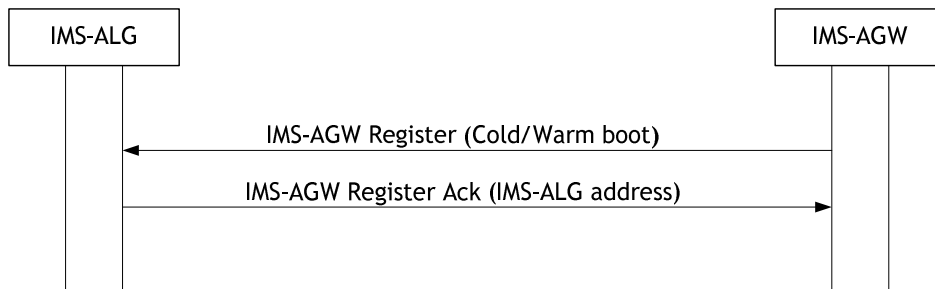 IMS-ALG
IMS-AGW
IMS-AGW Register (Cold/Warm boot)
IMS-AGW Register Ack (IMS-ALG address)